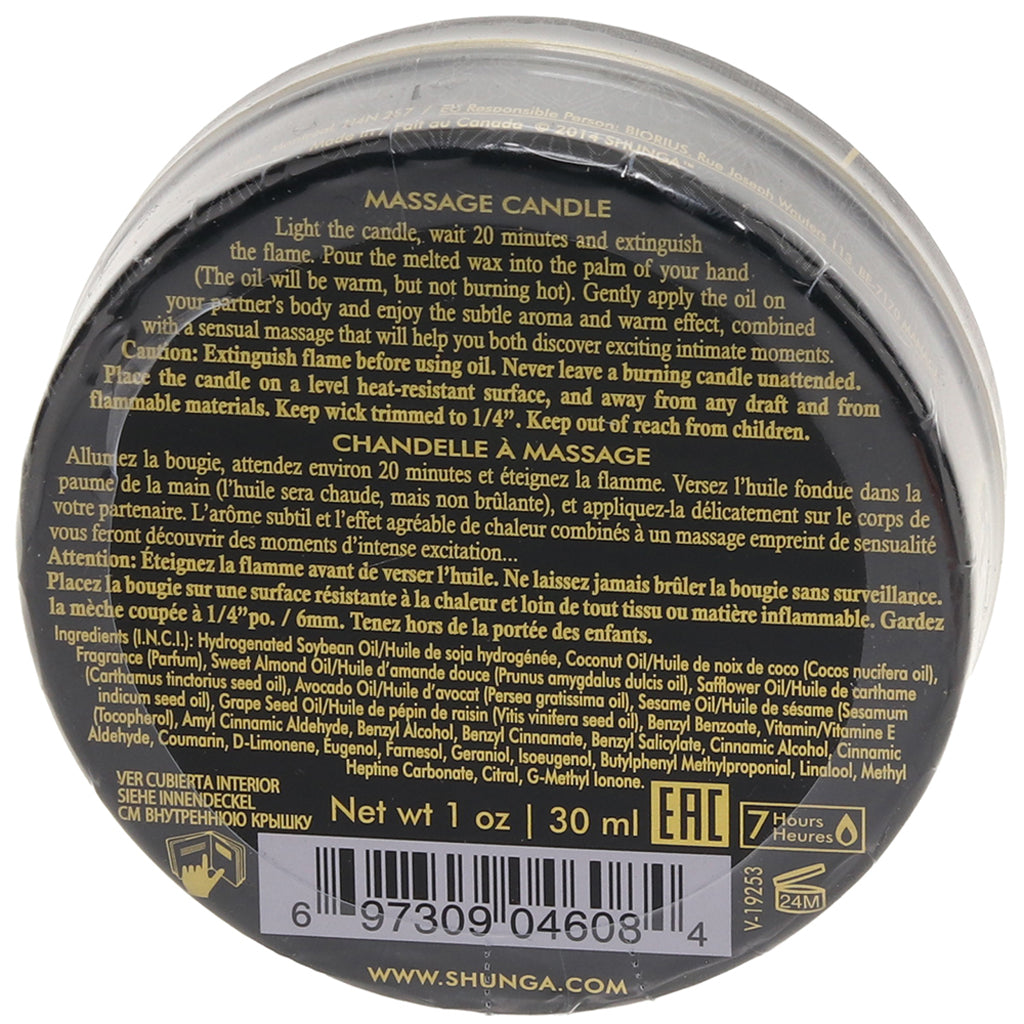 214N 257 / EU Responsible Person: BIORIUS, Rue Joseph Wauters 113, BE-7170
Made in / Fait au Canada © 2014 SHUNGA™
MASSAGE CANDLE
Light the candle, wait 20 minutes and extinguish
the flame. Pour the melted wax into the palm of your hand
(The oil will be warm, but not burning hot). Gently apply the oil on
your partner's body and enjoy the subtle aroma and warm effect, combined
with a sensual massage that will help you both discover exciting intimate moments.
Caution: Extinguish flame before using oil. Never leave a burning candle unattended.
Place the candle on a level heat-resistant surface, and away from any draft and from
flammable materials. Keep wick trimmed to 1/4”. Keep out of reach from children.
CHANDELLE À MASSAGE
Allumez la bougie, attendez environ 20 minutes et éteignez la flamme. Versez l'huile fondue dans la
paume de la main (l'huile sera chaude, mais non brûlante), et appliquez-la délicatement sur le corps de
votre partenaire. L'arôme subtil et l'effet agréable de chaleur combinés à un massage empreint de sensualité
vous feront découvrir des moments d'intense excitation...
Attention: Éteignez la flamme avant de verser l'huile. Ne laissez jamais brûler la bougie sans surveillance.
Placez la bougie sur une surface résistante à la chaleur et loin de tout tissu ou matière inflammable. Gardez
la mèche coupée à 1/4”po. / 6mm. Tenez hors de la portée des enfants.
Ingredients (I.N.C.I.): Hydrogenated Soybean Oil/Huile de soja hydrogénée, Coconut Oil/Huile de noix de coco (Cocos nucifera oil),
Fragrance (Parfum), Sweet Almond Oil/Huile d'amande douce (Prunus amygdalus dulcis oil), Safflower Oil/Huile de carthame
(Carthamus tinctorius seed oil), Avocado Oil/Huile d'avocat (Persea gratissima oil), Sesame Oil/Huile de sésame (Sesamum
indicum seed oil), Grape Seed Oil/Huile de pépin de raisin (Vitis vinifera seed oil), Benzyl Benzoate, Vitamin/Vitamine E
(Tocopherol), Amyl Cinnamic Aldehyde, Benzyl Alcohol, Benzyl Cinnamate, Benzyl Salicylate, Cinnamic Alcohol, Cinnamic
Aldehyde, Coumarin, D-Limonene, Eugenol, Farnesol, Geraniol, Isoeugenol, Butylphenyl Methylproponial, Linalool, Methyl
Heptine Carbonate, Citral, G-Methyl Ionone.
VER CUBIERTA INTERIOR
SIEHE INNENDECKEL
СМ ВНУТРЕННЮЮ КРЫШКУ
Net wt 1 oz | 30 ml
EAC
7 Hours
Heures
V-19253
24M
6 97309 04608 4
WWW.SHUNGA.COM